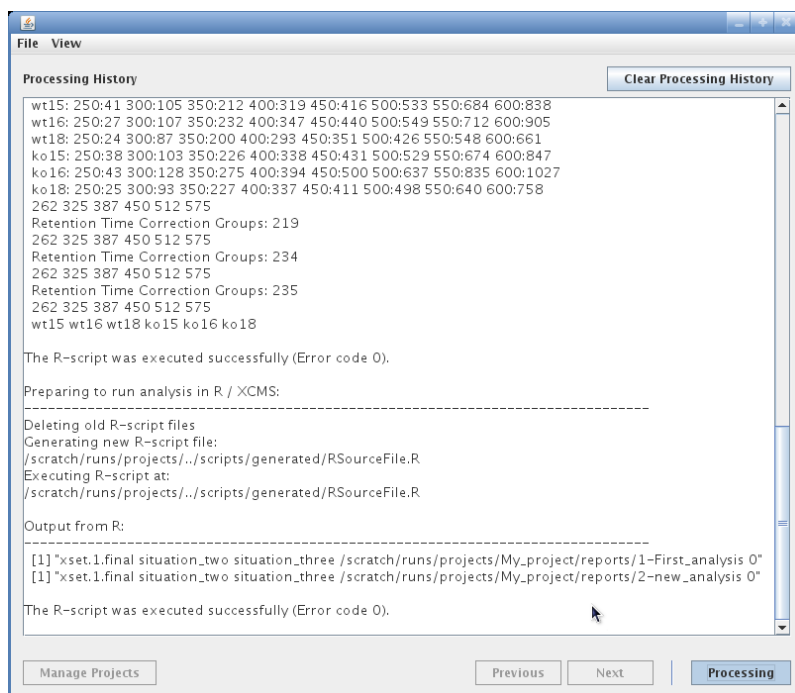 File View
Processing History
Clear Processing History
wt15: 250:41 300:105 350:212 400:319 450:416 500:533 550:684 600:838
wt16: 250:27 300:107 350:232 400:347 450:440 500:549 550:712 600:905
wt18: 250:24 300:87 350:200 400:293 450:351 500:426 550:548 600:661
ko15: 250:38 300:103 350:226 400:338 450:431 500:529 550:674 600:847
ko16: 250:43 300:128 350:275 400:394 450:500 500:637 550:835 600:1027
ko18: 250:25 300:93 350:227 400:337 450:411 500:498 550:640 600:758
262 325 387 450 512 575
Retention Time Correction Groups: 219
262 325 387 450 512 575
Retention Time Correction Groups: 234
262 325 387 450 512 575
Retention Time Correction Groups: 235
262 325 387 450 512 575
wt15 wt16 wt18 ko15 ko16 ko18
The R-script was executed successfully (Error code 0).
Preparing to run analysis in R / XCMS:
--------------------------------------------------------------------------------
Deleting old R-script files
Generating new R-script file:
/scratch/runs/projects/../scripts/generated/RSourceFile.R
Executing R-script at:
/scratch/runs/projects/../scripts/generated/RSourceFile.R
Output from R:
--------------------------------------------------------------------------------
[1] "xset.1.final situation_two situation_three /scratch/runs/projects/My_project/reports/1-First_analysis 0"
[1] "xset.1.final situation_two situation_three /scratch/runs/projects/My_project/reports/2-new_analysis 0"
The R-script was executed successfully (Error code 0).
Manage Projects
Previous
Next
Processing